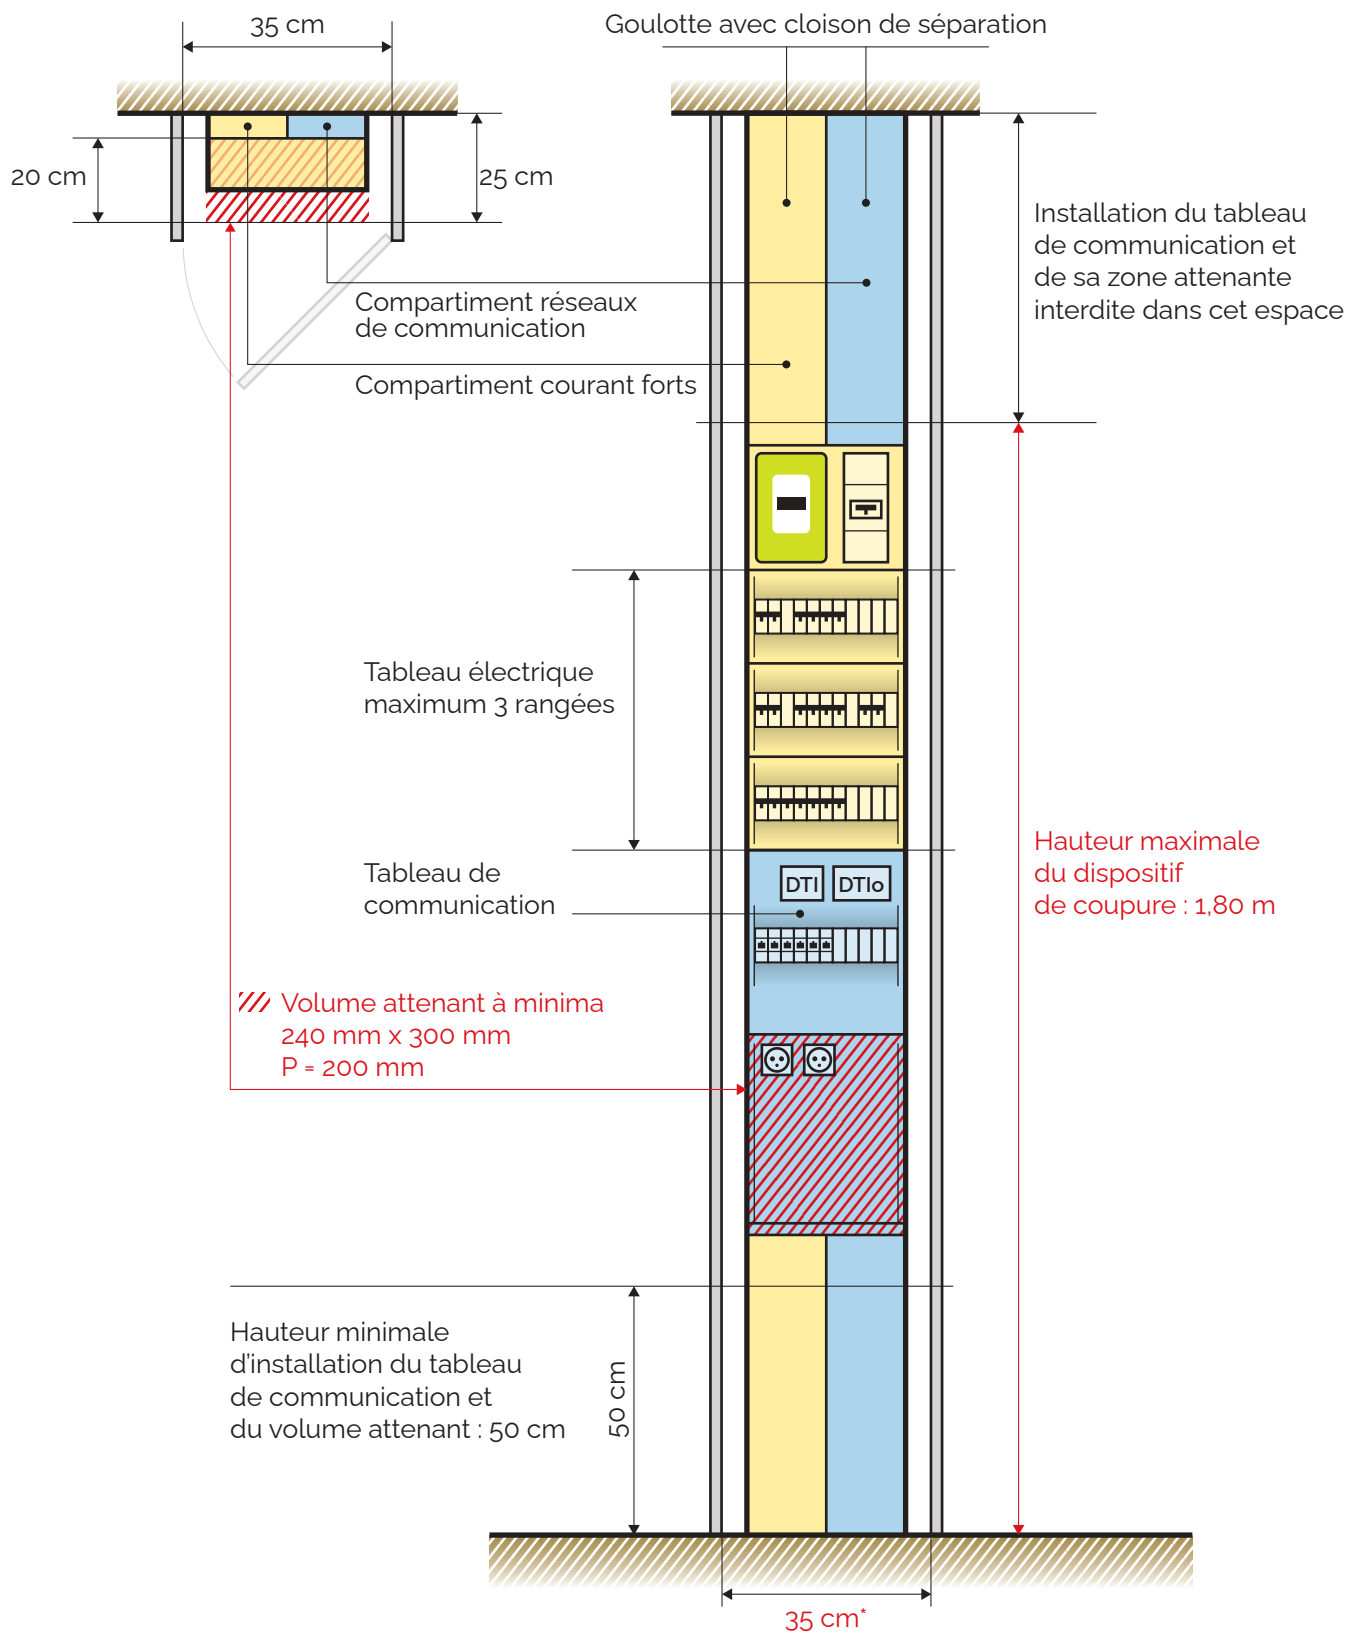 35 cm
Goulotte avec cloison de séparation
20 cm
25 cm
Installation du tableau
de communication et
de sa zone attenante
interdite dans cet espace
Compartiment réseaux
de communication
Compartiment courant forts
Tableau électrique
maximum 3 rangées
Hauteur maximale
du dispositif
de coupure : 1,80 m
Tableau de
communication
DTI
DTIo
Volume attenant à minima
240 mm x 300 mm
P = 200 mm
Hauteur minimale
d'installation du tableau
de communication et
du volume attenant : 50 cm
50 cm
35 cm*